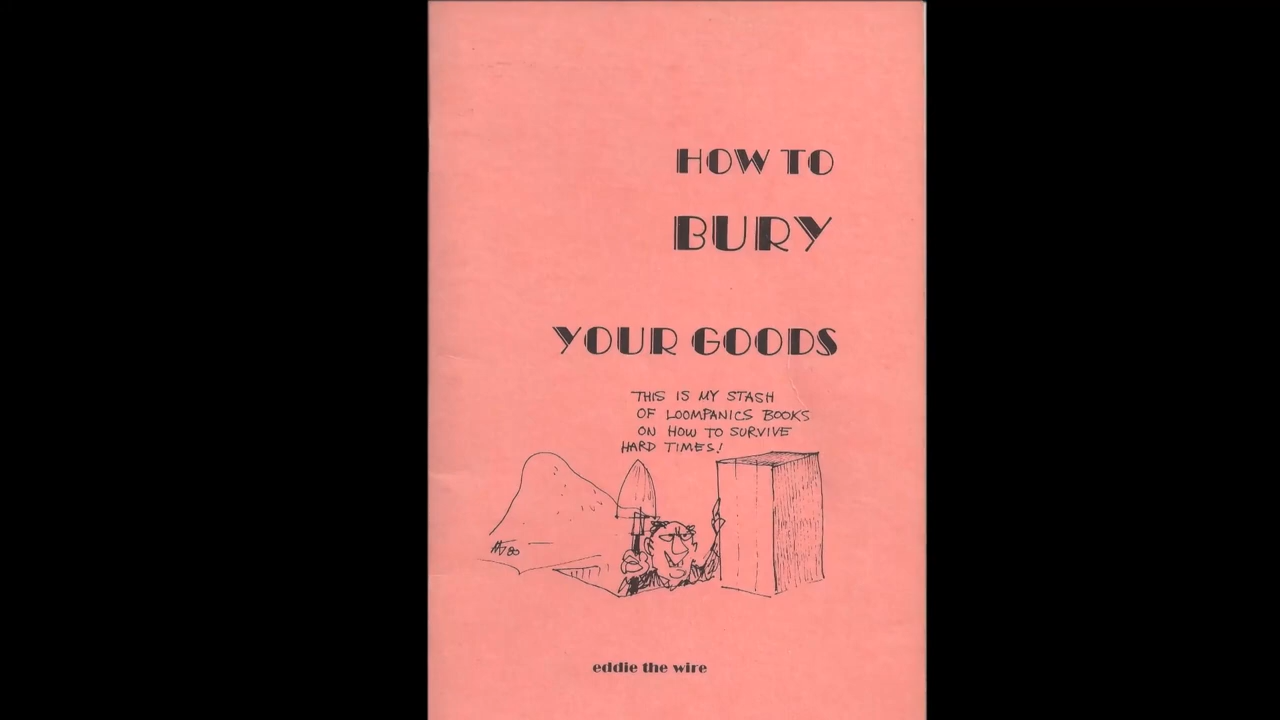 HOW TO
BURY
YOUR GOODS
THIS IS MY STASH
OF LOOMPANICS BOOKS
ON HOW TO SURVIVE
HARD TIMES!
80
eddie the wire